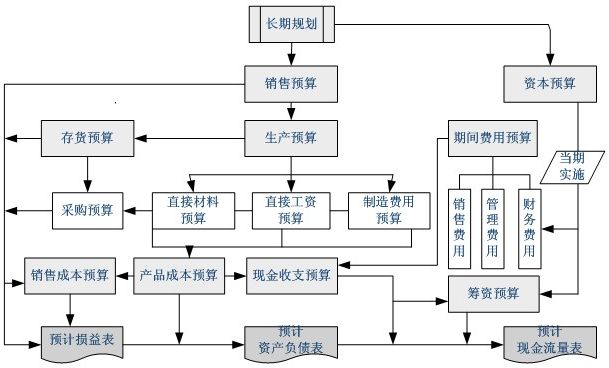 长期规划
销售预算
资本预算
存货预算
生产预算
期间费用预算
当期
实施
采购预算
直接材料
预算
直接工资
预算
制造费用
预算
销售费用
管理费用
财务费用
销售成本预算
产品成本预算
现金收支预算
筹资预算
预计损益表
预计
资产负债表
预计
现金流量表